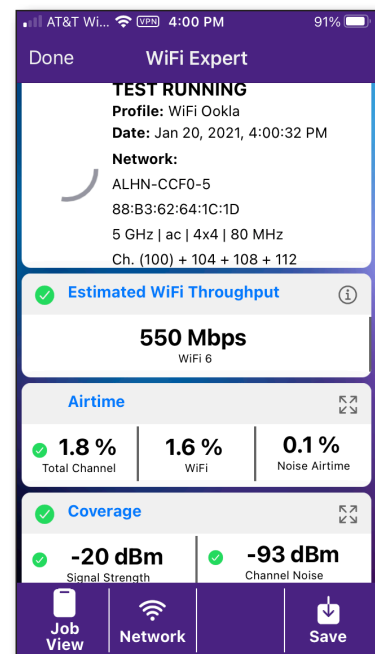 AT&T Wi... VPN 4:00 PM 91%
Done WiFi Expert
TEST RUNNING
Profile: WiFi Ookla
Date: Jan 20, 2021, 4:00:32 PM
Network:
ALHN-CCF0-5
88:B3:62:64:1C:1D
5 GHz | ac | 4x4 | 80 MHz
Ch. (100) + 104 + 108 + 112
Estimated WiFi Throughput
550 Mbps
WiFi 6
Airtime
1.8 % 1.6 % 0.1 %
Total Channel WiFi Noise Airtime
Coverage
-20 dBm -93 dBm
Signal Strength Channel Noise
Job View Network Save